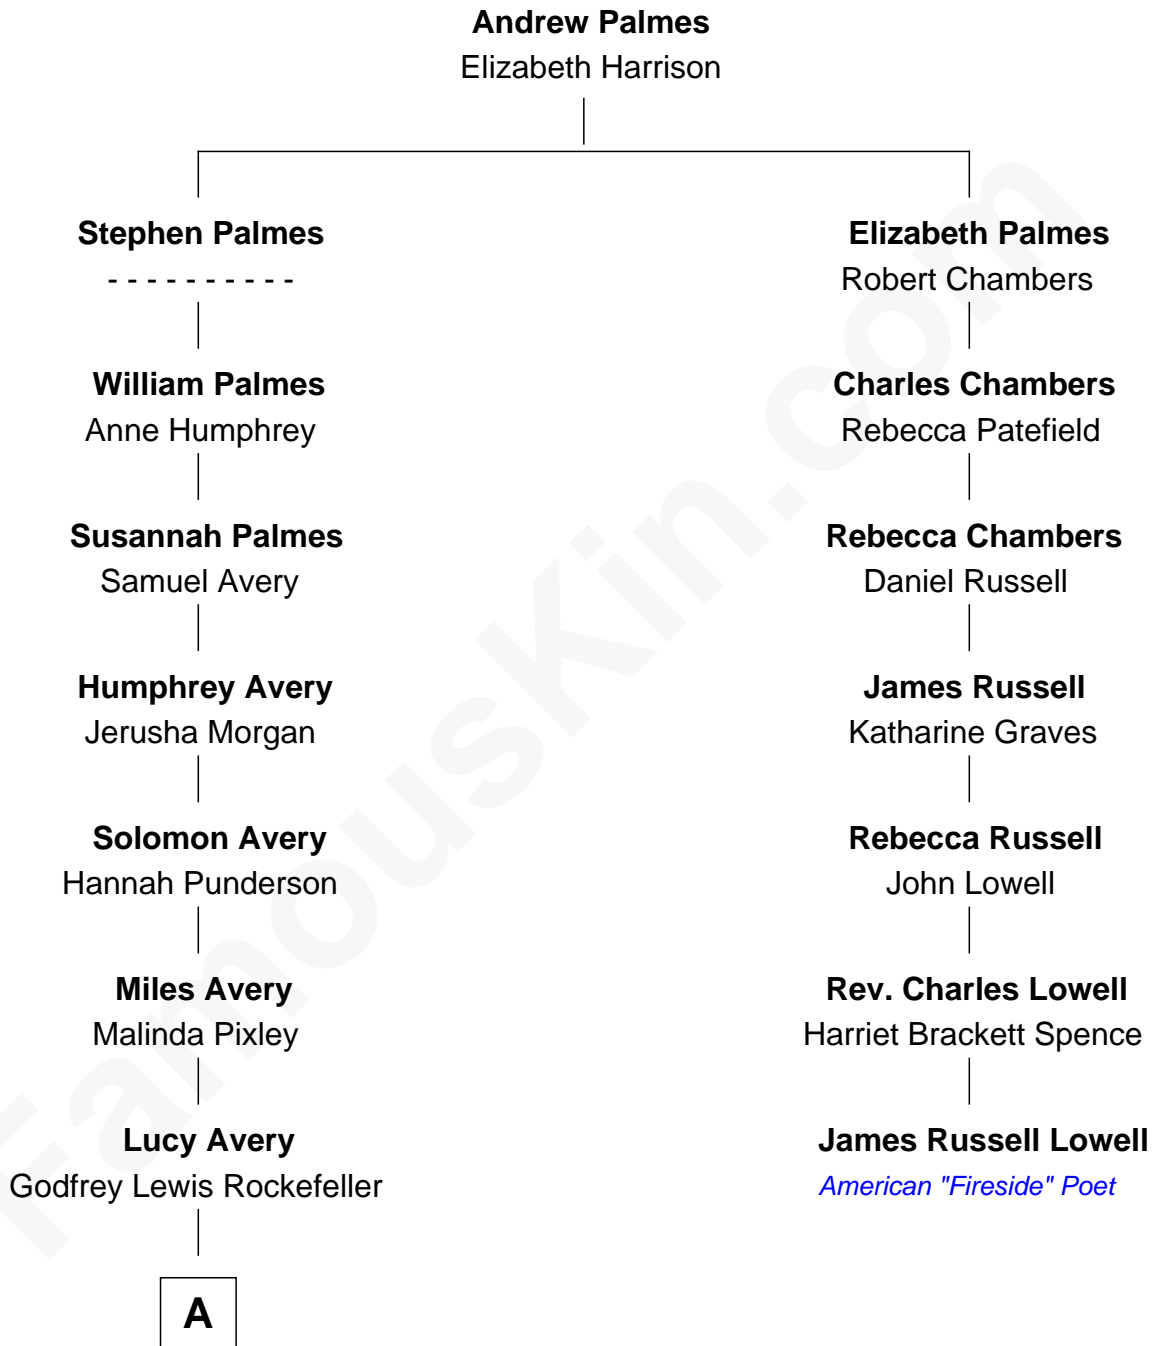 Andrew Palmes
Elizabeth Harrison
Stephen Palmes
- - - - - - - - - -
William Palmes
Anne Humphrey
Susannah Palmes
Samuel Avery
Humphrey Avery
Jerusha Morgan
Solomon Avery
Hannah Punderson
Miles Avery
Malinda Pixley
Lucy Avery
Godfrey Lewis Rockefeller
A
Elizabeth Palmes
Robert Chambers
Charles Chambers
Rebecca Patefield
Rebecca Chambers
Daniel Russell
James Russell
Katharine Graves
Rebecca Russell
John Lowell
Rev. Charles Lowell
Harriet Brackett Spence
James Russell Lowell
American "Fireside" Poet
FamousKin.com